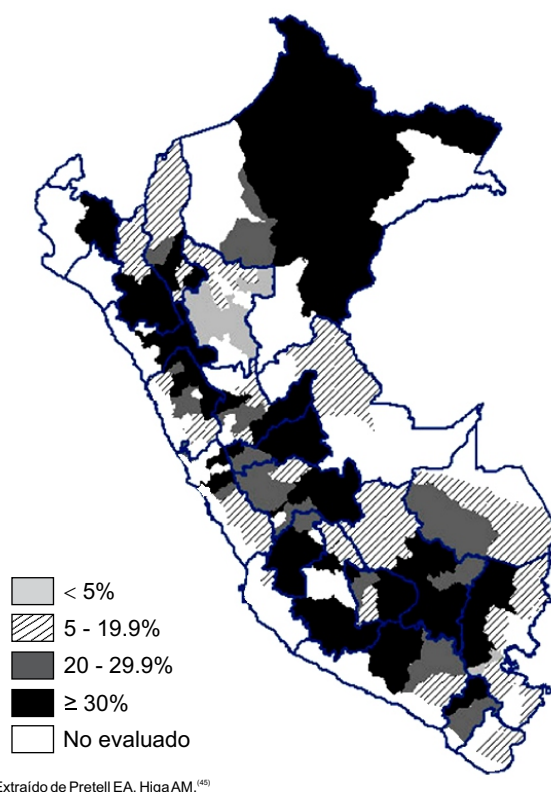 < 5%
5 - 19.9%
20 - 29.9%
≥ 30%
No evaluado
Extraído de Pretell EA, Higa AM.(45)